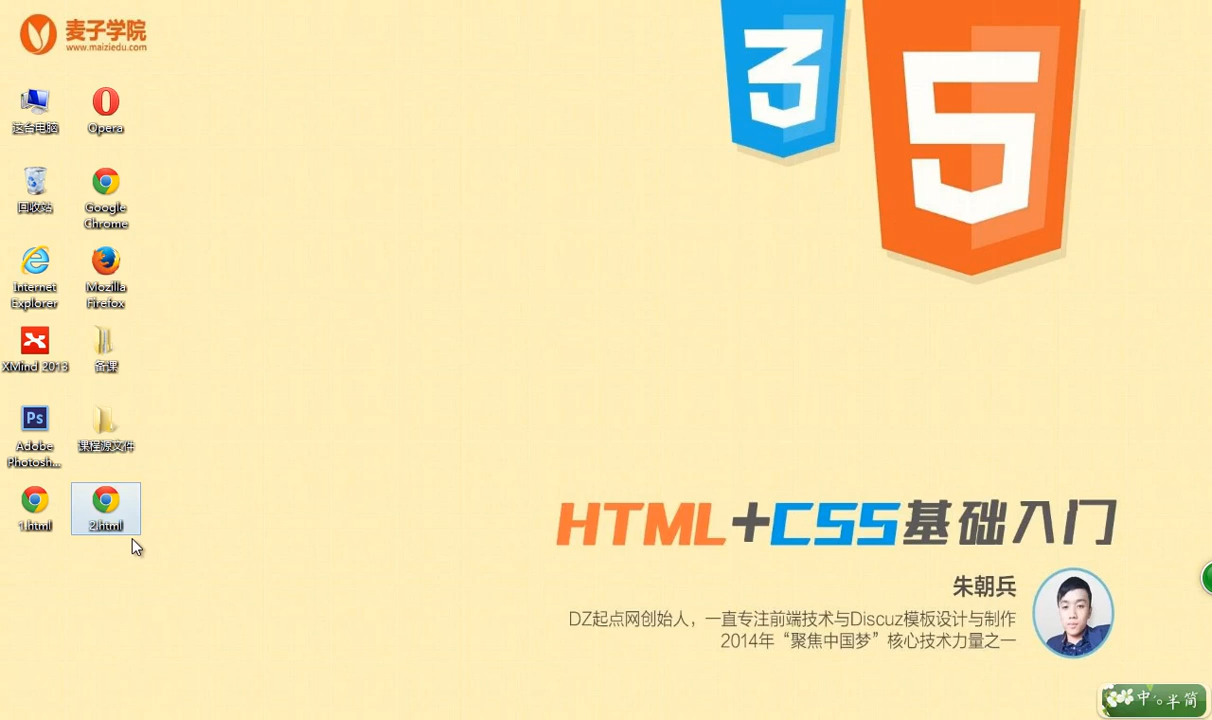 麦子学院
www.maiziedu.com
3
5
这台电脑
Opera
回收站
Google
Chrome
Internet
Explorer
Mozilla
Firefox
XMind 2013
备课
Ps
Adobe
Photosh...
课程源文件
1.html
2.html
HTML+CSS基础入门
朱朝兵
DZ起点网创始人，一直专注前端技术与Discuz模板设计与制作
2014年“聚焦中国梦”核心技术力量之一
中。半简